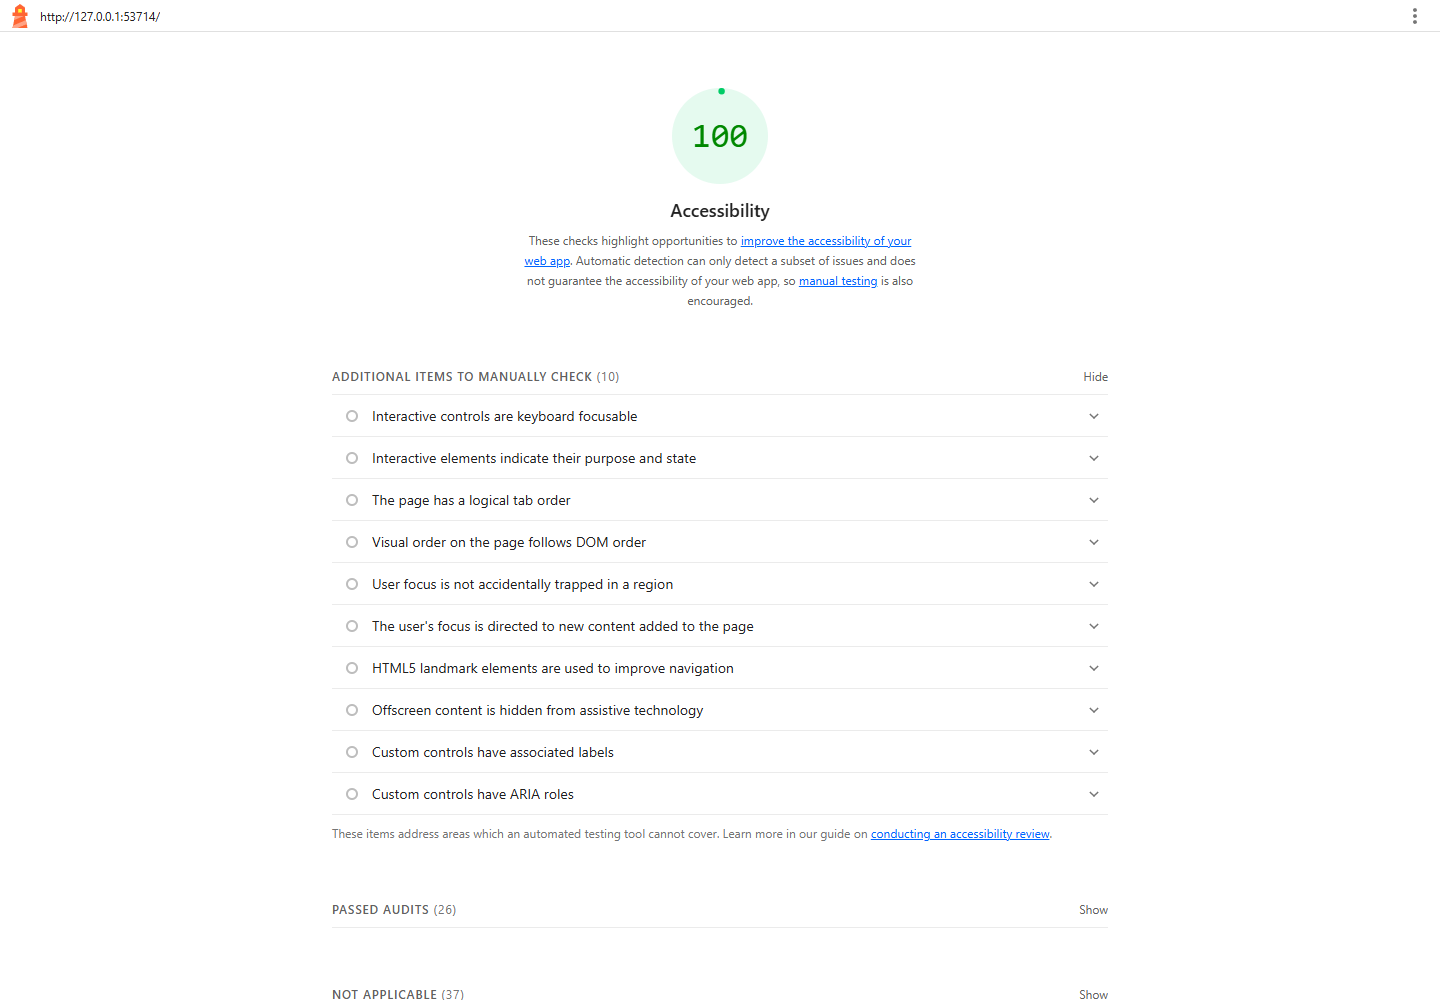 http://127.0.0.1:53714/
100
Accessibility
These checks highlight opportunities to improve the accessibility of your
web app. Automatic detection can only detect a subset of issues and does
not guarantee the accessibility of your web app, so manual testing is also
encouraged.
ADDITIONAL ITEMS TO MANUALLY CHECK (10) Hide
Interactive controls are keyboard focusable
Interactive elements indicate their purpose and state
The page has a logical tab order
Visual order on the page follows DOM order
User focus is not accidentally trapped in a region
The user's focus is directed to new content added to the page
HTML5 landmark elements are used to improve navigation
Offscreen content is hidden from assistive technology
Custom controls have associated labels
Custom controls have ARIA roles
These items address areas which an automated testing tool cannot cover. Learn more in our guide on conducting an accessibility review.
PASSED AUDITS (26) Show
NOT APPLICABLE (37) Show